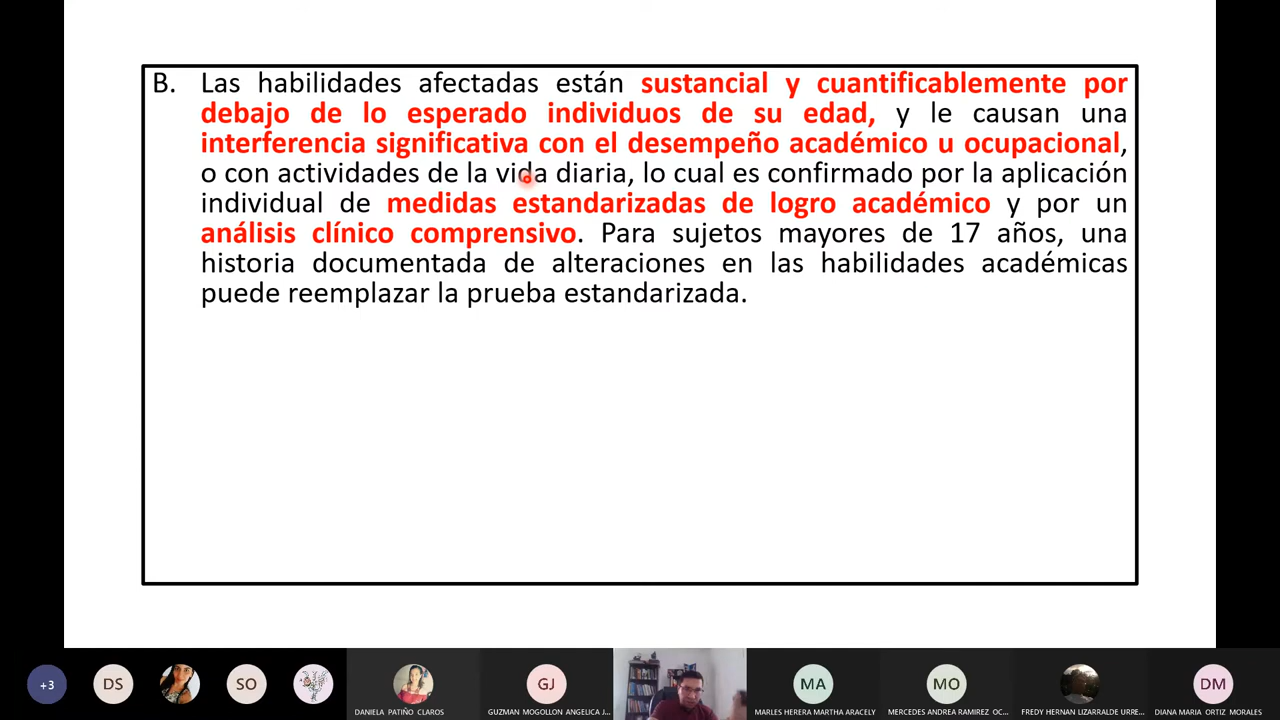 B. Las habilidades afectadas están sustancial y cuantificablemente por
debajo de lo esperado individuos de su edad, y le causan una
interferencia significativa con el desempeño académico u ocupacional,
o con actividades de la vida diaria, lo cual es confirmado por la aplicación
individual de medidas estandarizadas de logro académico y por un
análisis clínico comprensivo. Para sujetos mayores de 17 años, una
historia documentada de alteraciones en las habilidades académicas
puede reemplazar la prueba estandarizada.
+3
DS
SO
GJ
MA
MO
DM
DANIELA PATIÑO CLAROS
GUZMAN MOGOLLON ANGELICA J...
MARLES HERERA MARTHA ARACELY
MERCEDES ANDREA RAMIREZ OC...
FREDY HERNAN LIZARRALDE URRE...
DIANA MARIA ORTIZ MORALES